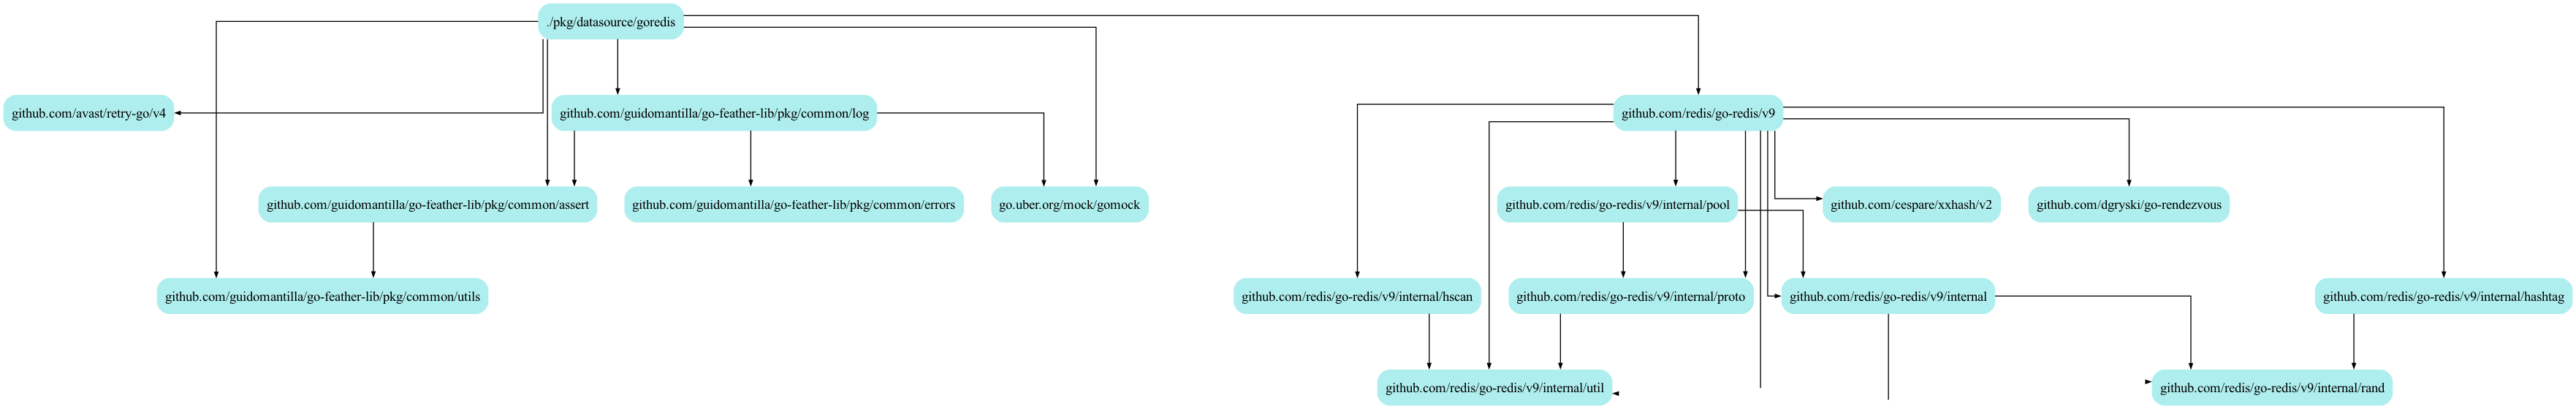 ./pkg/datasource/goredis
github.com/avast/retry-go/v4
github.com/guidomantilla/go-feather-lib/pkg/common/log
github.com/redis/go-redis/v9
github.com/guidomantilla/go-feather-lib/pkg/common/assert
github.com/guidomantilla/go-feather-lib/pkg/common/errors
go.uber.org/mock/gomock
github.com/redis/go-redis/v9/internal/pool
github.com/cespare/xxhash/v2
github.com/dgryski/go-rendezvous
github.com/guidomantilla/go-feather-lib/pkg/common/utils
github.com/redis/go-redis/v9/internal/hscan
github.com/redis/go-redis/v9/internal/proto
github.com/redis/go-redis/v9/internal
github.com/redis/go-redis/v9/internal/hashtag
github.com/redis/go-redis/v9/internal/util
github.com/redis/go-redis/v9/internal/rand